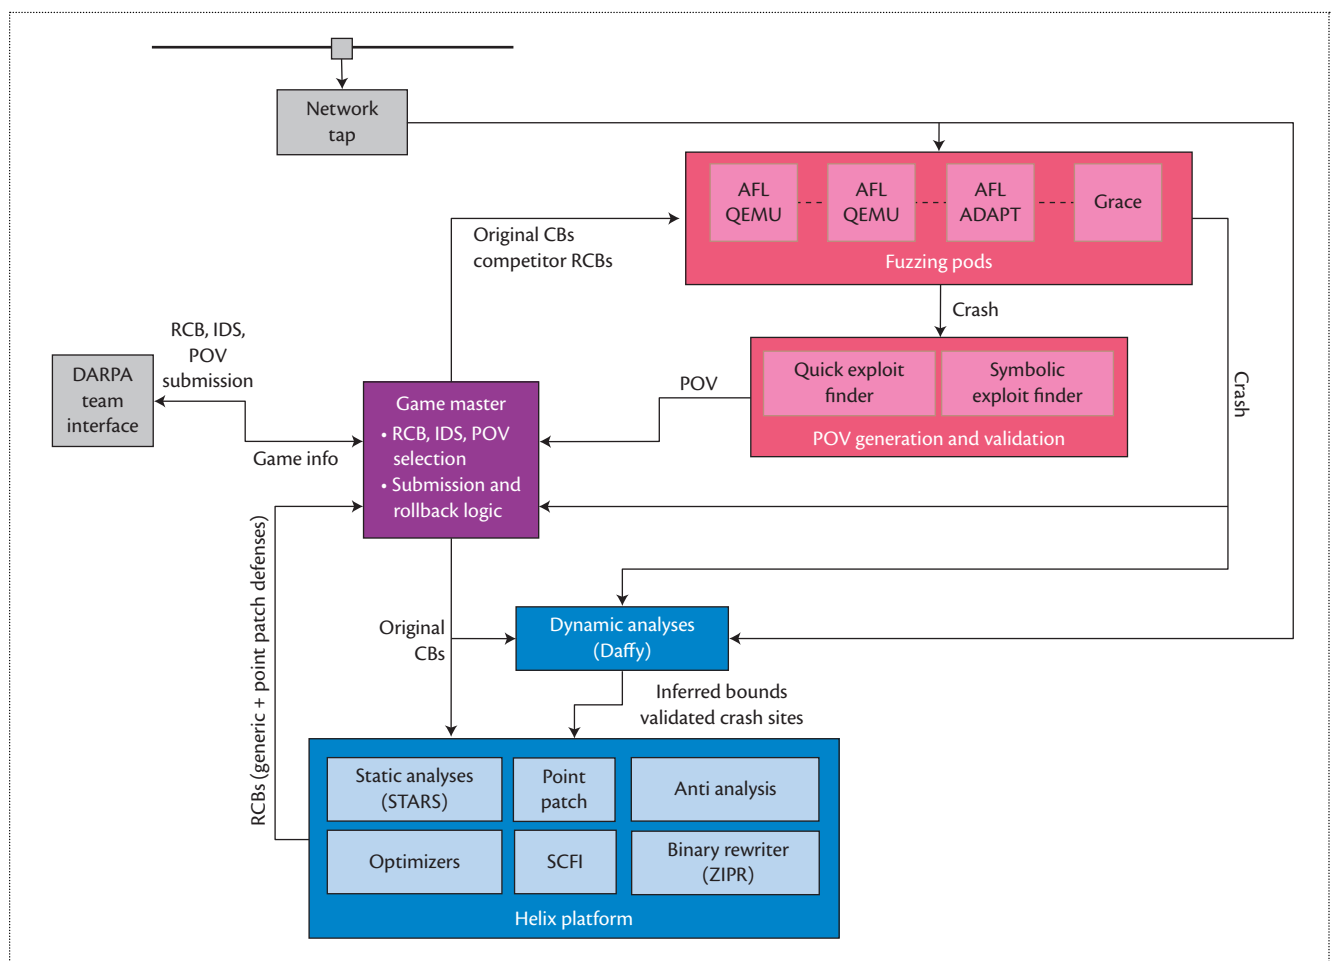 Network
tap
AFL
QEMU
AFL
QEMU
AFL
ADAPT
Grace
Fuzzing pods
Original CBs
competitor RCBs
Crash
RCB, IDS,
POV
submission
DARPA
team
interface
Game info
Game master
• RCB, IDS, POV
selection
• Submission and
rollback logic
POV
Quick exploit
finder
Symbolic
exploit finder
POV generation and validation
Crash
RCBs (generic + point patch defenses)
Original
CBs
Dynamic analyses
(Daffy)
Inferred bounds
validated crash sites
Static analyses
(STARS)
Point
patch
Anti analysis
Optimizers
SCFI
Binary rewriter
(ZIPR)
Helix platform